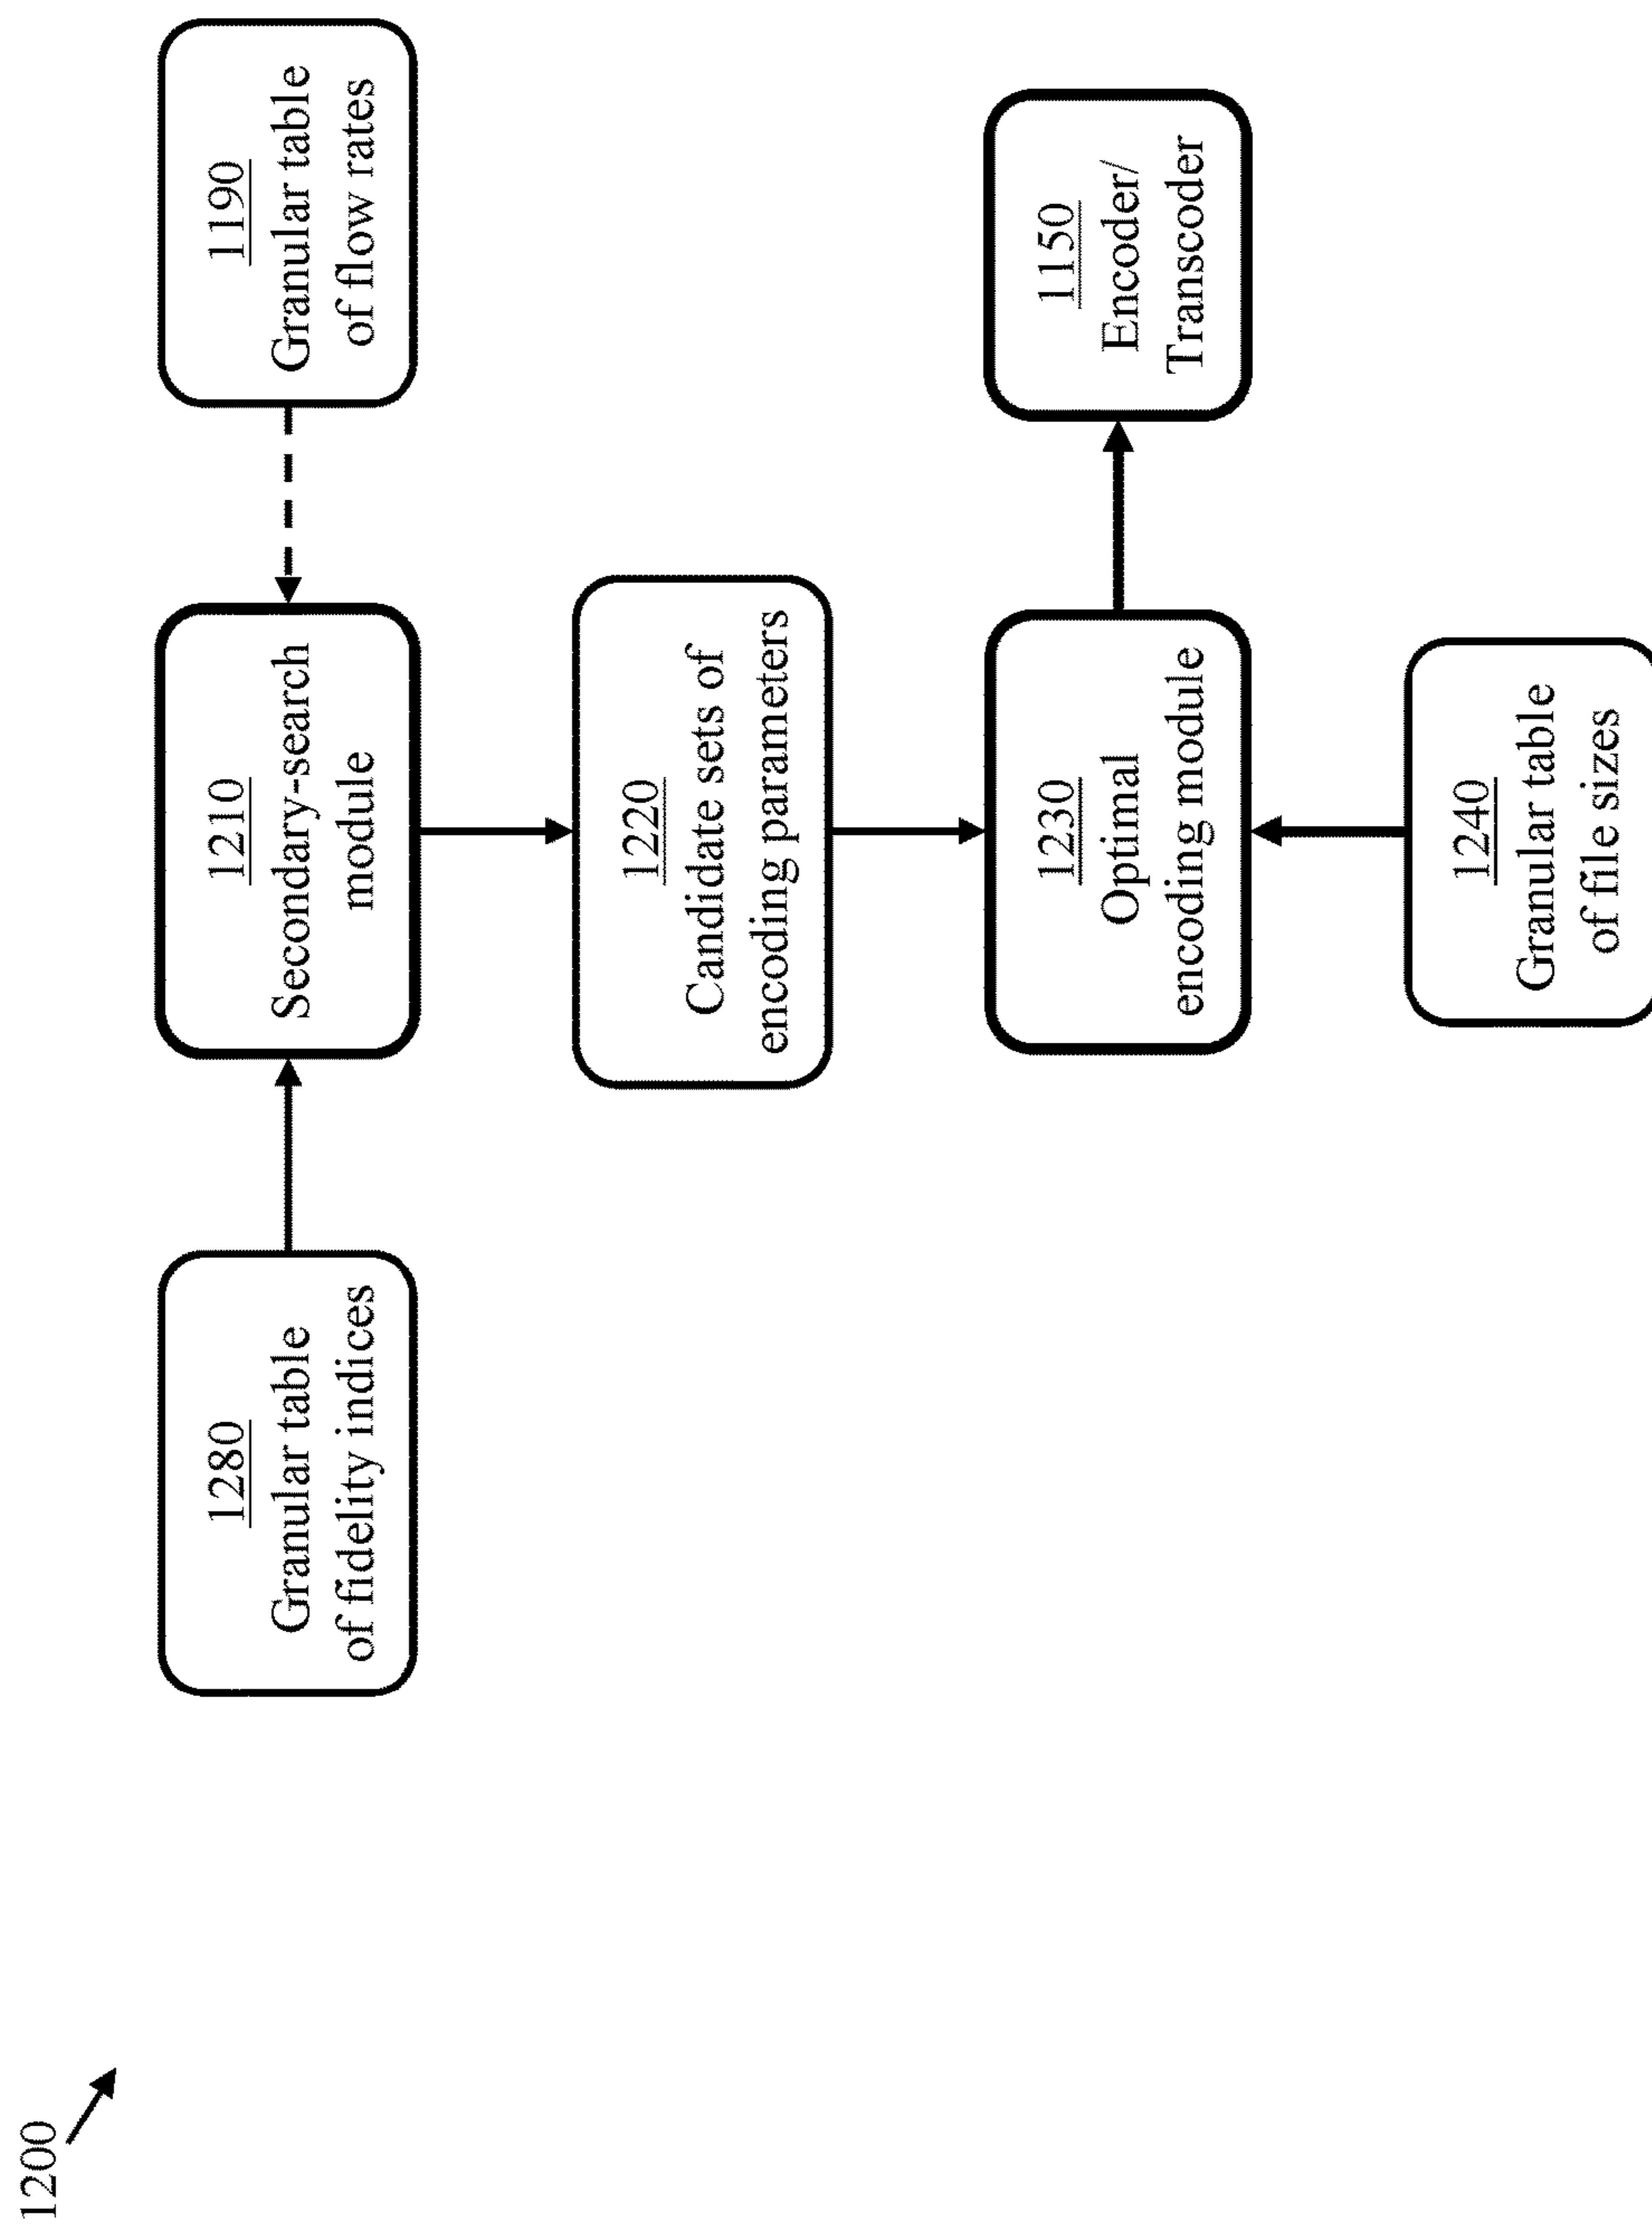 1200
1280
Granular table
of fidelity indices
1210
Secondary-search
module
1190
Granular table
of flow rates
1220
Candidate sets of
encoding parameters
1230
Optimal
encoding module
1150
Encoder/
Transcoder
1240
Granular table
of file sizes